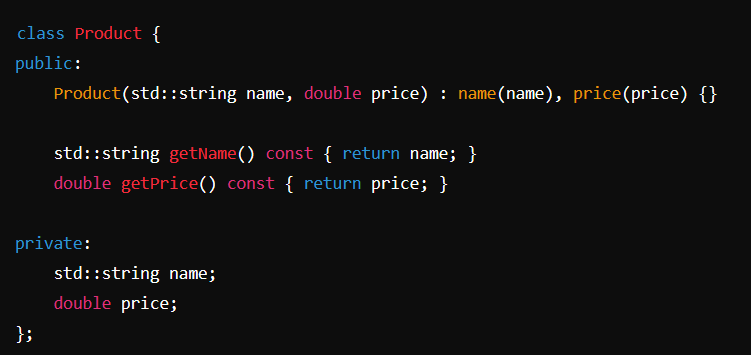 class Product {
public:
    Product(std::string name, double price) : name(name), price(price) {}

    std::string getName() const { return name; }
    double getPrice() const { return price; }

private:
    std::string name;
    double price;
};